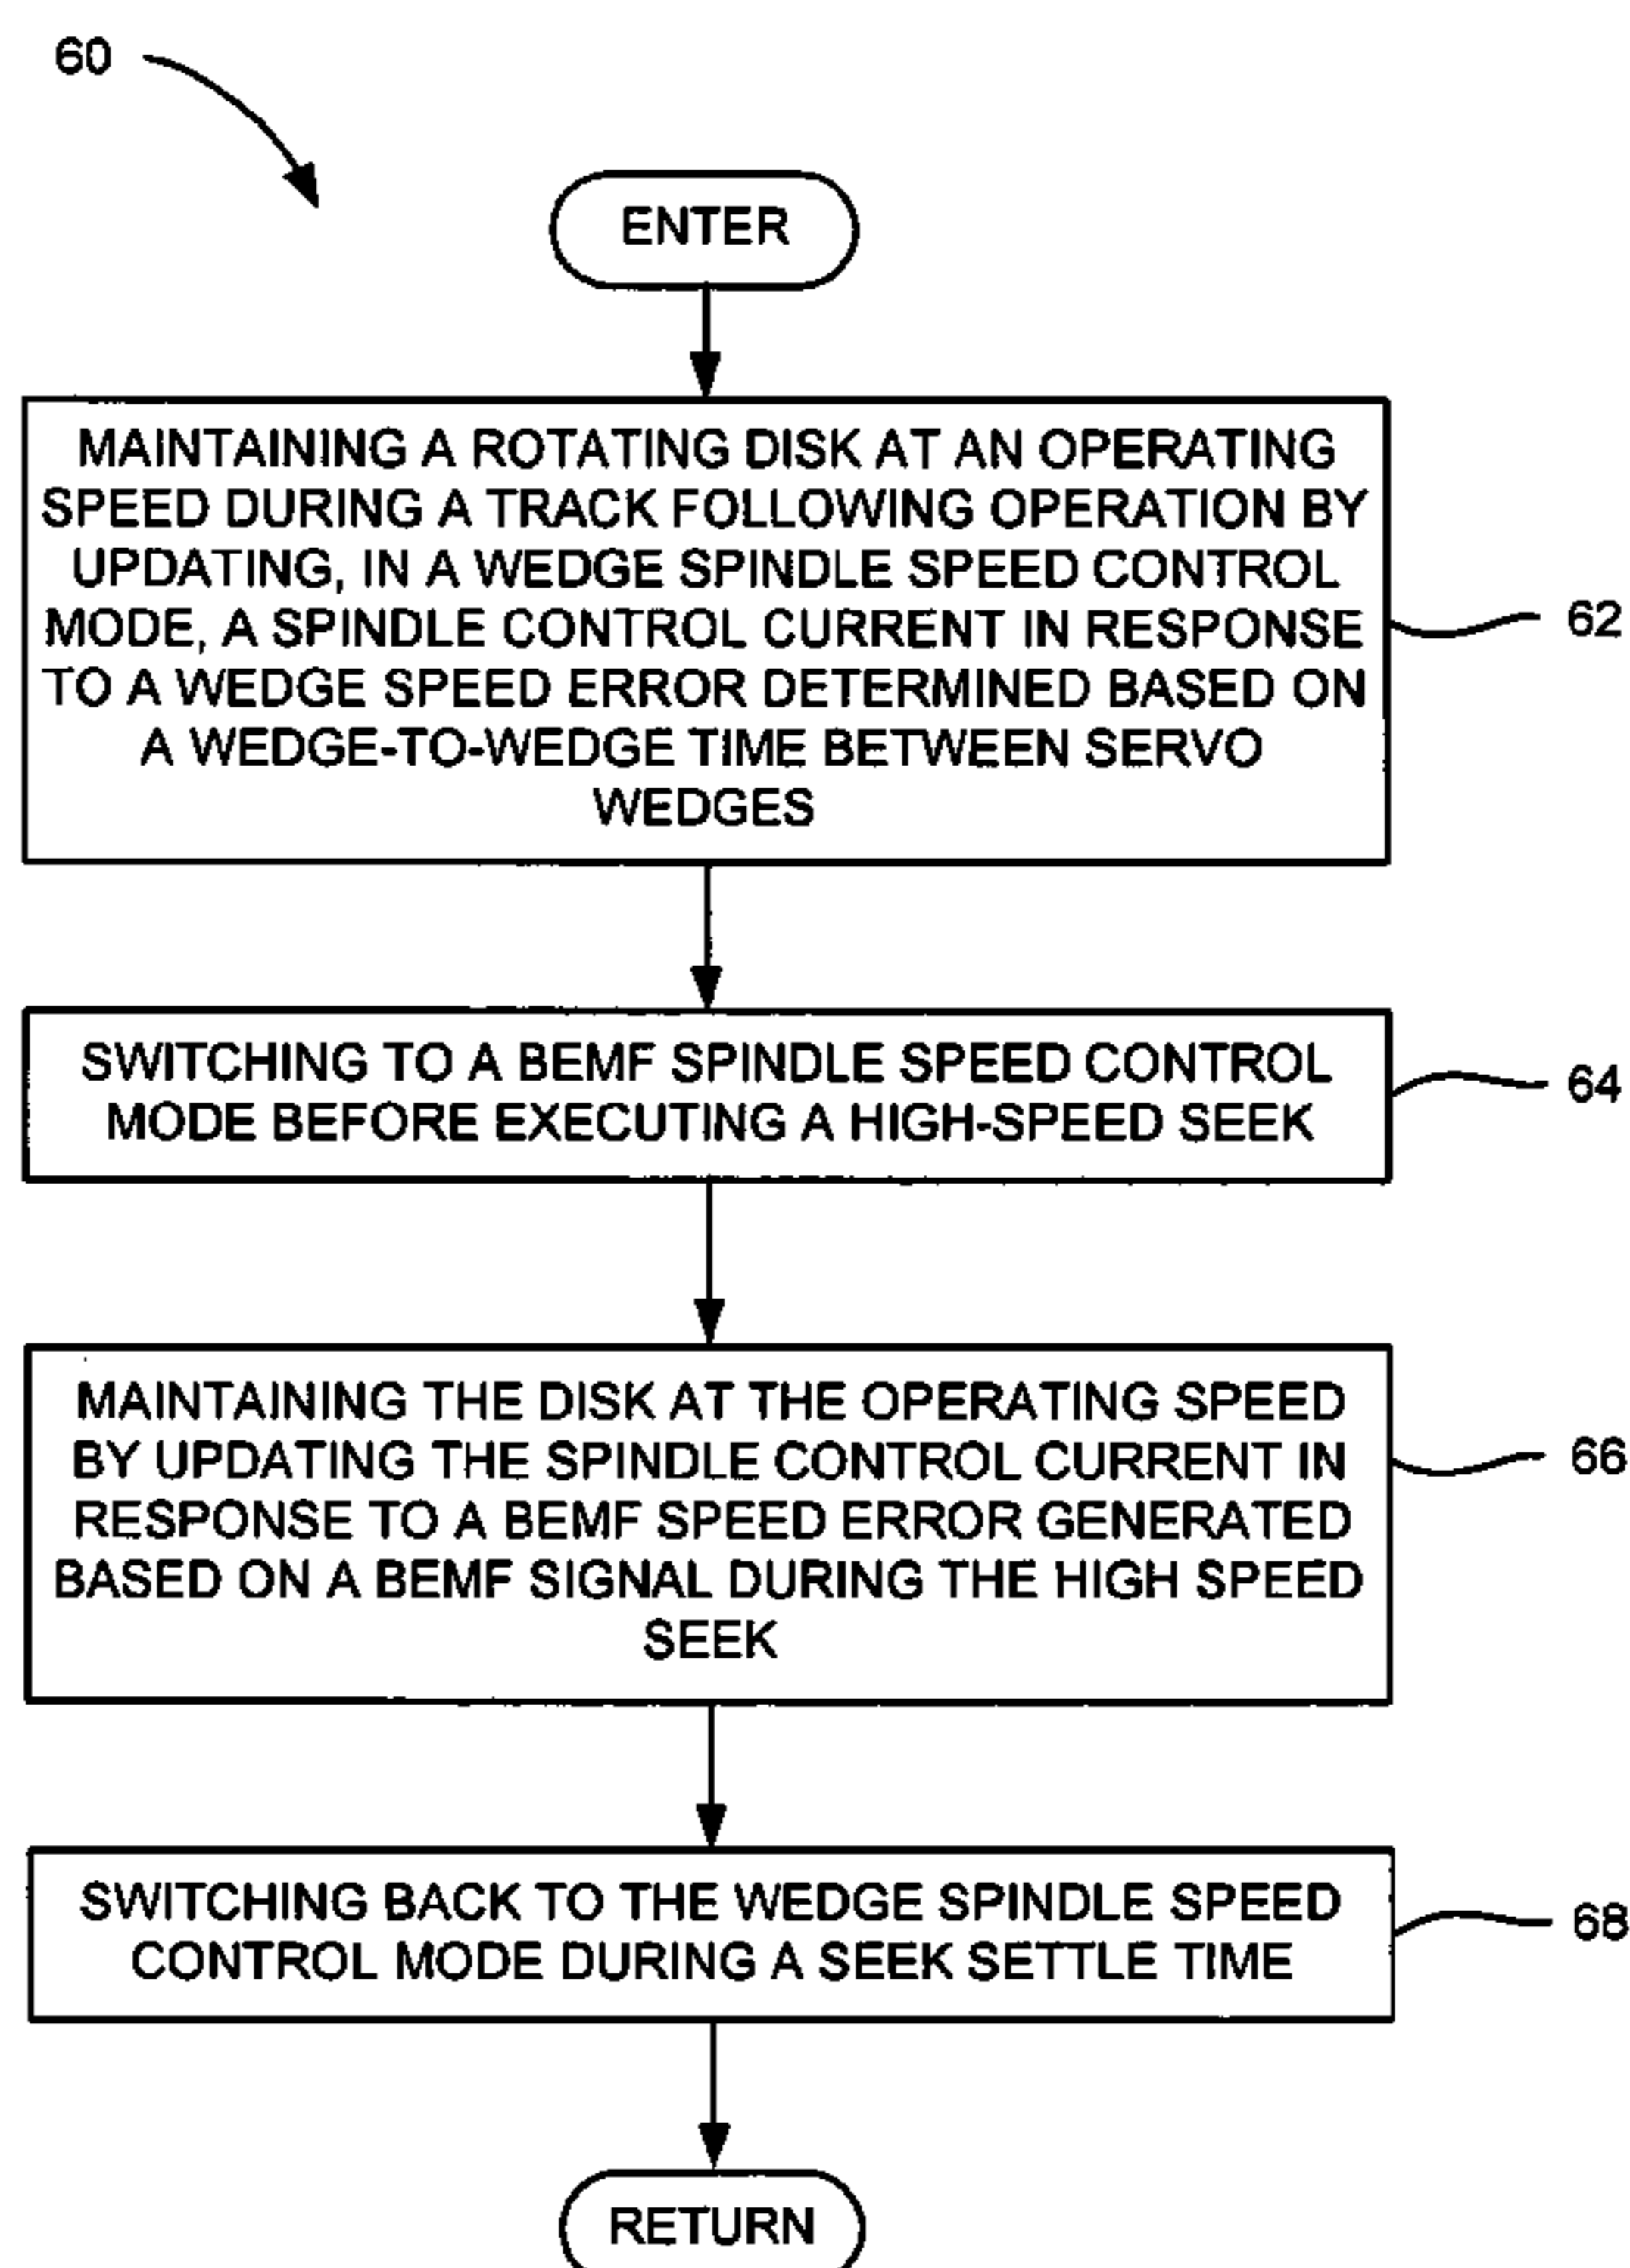 60
ENTER
MAINTAINING A ROTATING DISK AT AN OPERATING
SPEED DURING A TRACK FOLLOWING OPERATION BY
UPDATING, IN A WEDGE SPINDLE SPEED CONTROL
MODE, A SPINDLE CONTROL CURRENT IN RESPONSE
TO A WEDGE SPEED ERROR DETERMINED BASED ON
A WEDGE-TO-WEDGE TIME BETWEEN SERVO
WEDGES
62
SWITCHING TO A BEMF SPINDLE SPEED CONTROL
MODE BEFORE EXECUTING A HIGH-SPEED SEEK
64
MAINTAINING THE DISK AT THE OPERATING SPEED
BY UPDATING THE SPINDLE CONTROL CURRENT IN
RESPONSE TO A BEMF SPEED ERROR GENERATED
BASED ON A BEMF SIGNAL DURING THE HIGH SPEED
SEEK
66
SWITCHING BACK TO THE WEDGE SPINDLE SPEED
CONTROL MODE DURING A SEEK SETTLE TIME
68
RETURN